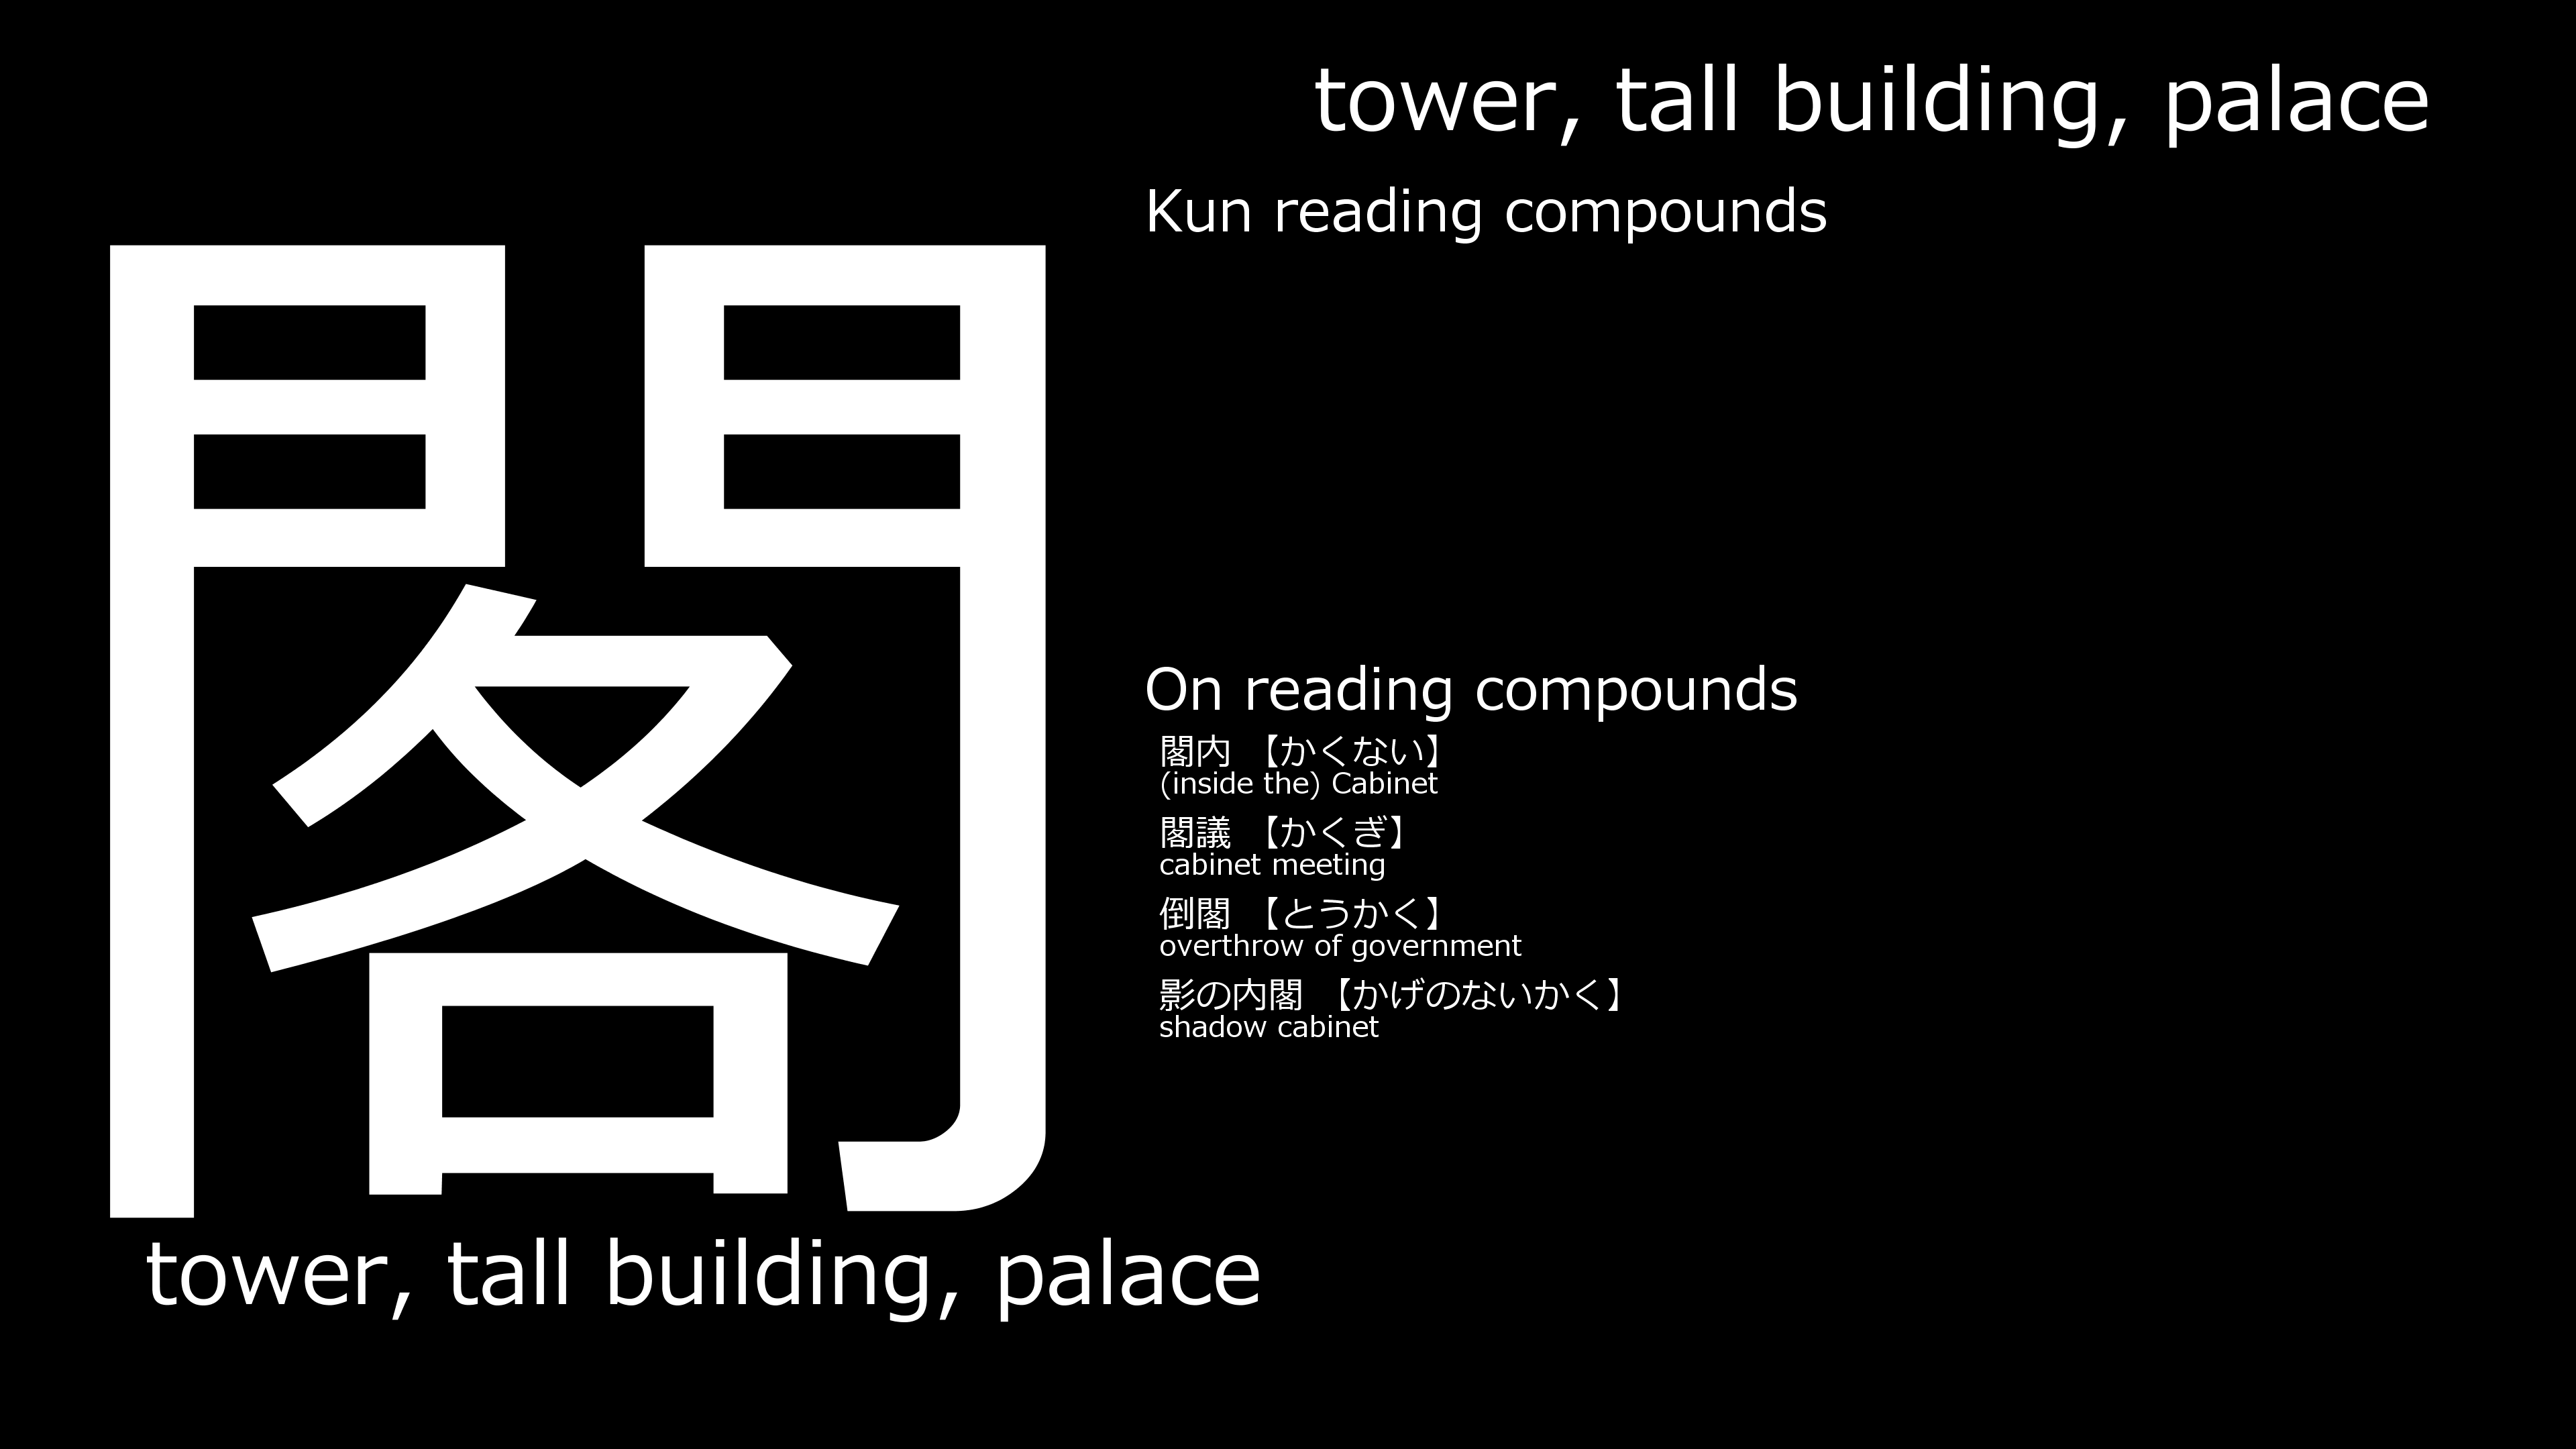 tower, tall building, palace
Kun reading compounds
閣
On reading compounds
閣内 【かくない】
(inside the) Cabinet
閣議 【かくぎ】
cabinet meeting
倒閣 【とうかく】
overthrow of government
影の内閣 【かげのないかく】
shadow cabinet
tower, tall building, palace